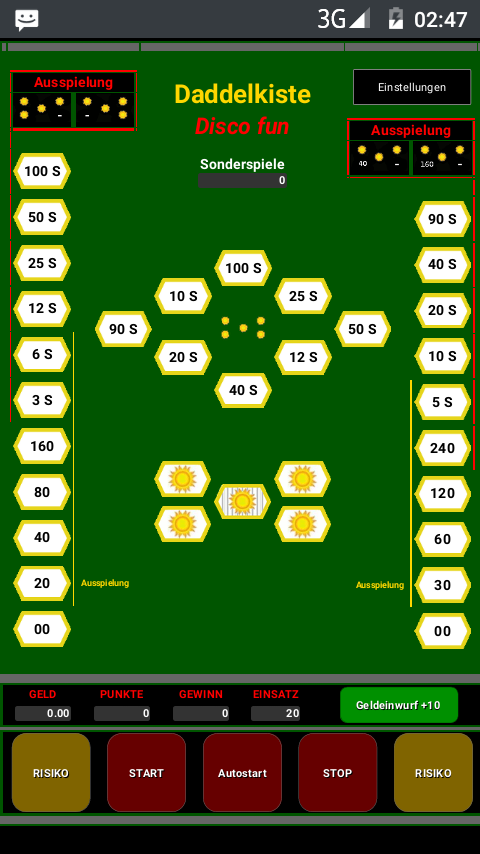 3G 02:47
Ausspielung
- -
Daddelkiste
Disco fun
Einstellungen
Ausspielung
40 - 160 -
Sonderspiele
0
100 S
50 S
25 S
12 S
6 S
3 S
160
80
40
20
00
Ausspielung
100 S
10 S
25 S
90 S
50 S
20 S
12 S
40 S
90 S
40 S
20 S
10 S
5 S
240
120
60
30
00
Ausspielung
GELD PUNKTE GEWINN EINSATZ
0.00 0 0 20
Geldeinwurf +10
RISIKO START Autostart STOP RISIKO